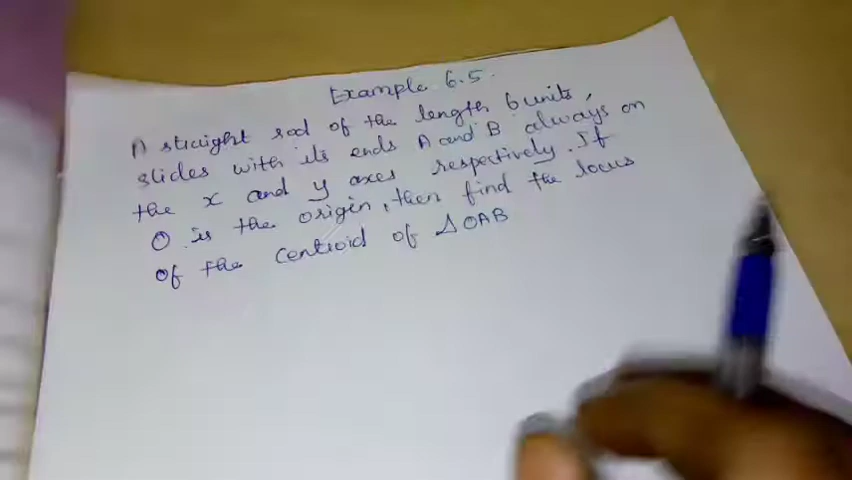 Example 6.5.
A straight rod of the length 6 units,
slides with its ends A and B always on
the x and y axes respectively. If
O is the origin, then find the locus
of the centroid of Δ OAB